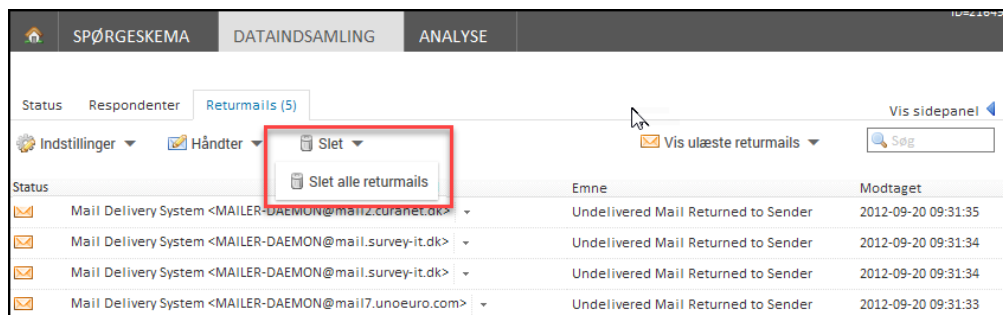 ID=21649
SPØRGESKEMA DATAINDSAMLING ANALYSE
Status Respondenter Returmails (5) Vis sidepanel
Indstillinger Håndter Slet Vis ulæste returmails Søg
Slet alle returmails
Status Emne Modtaget
Mail Delivery System <MAILER-DAEMON@mail2.curanet.dk> Undelivered Mail Returned to Sender 2012-09-20 09:31:35
Mail Delivery System <MAILER-DAEMON@mail.survey-it.dk> Undelivered Mail Returned to Sender 2012-09-20 09:31:34
Mail Delivery System <MAILER-DAEMON@mail.survey-it.dk> Undelivered Mail Returned to Sender 2012-09-20 09:31:34
Mail Delivery System <MAILER-DAEMON@mail7.unoeuro.com> Undelivered Mail Returned to Sender 2012-09-20 09:31:33